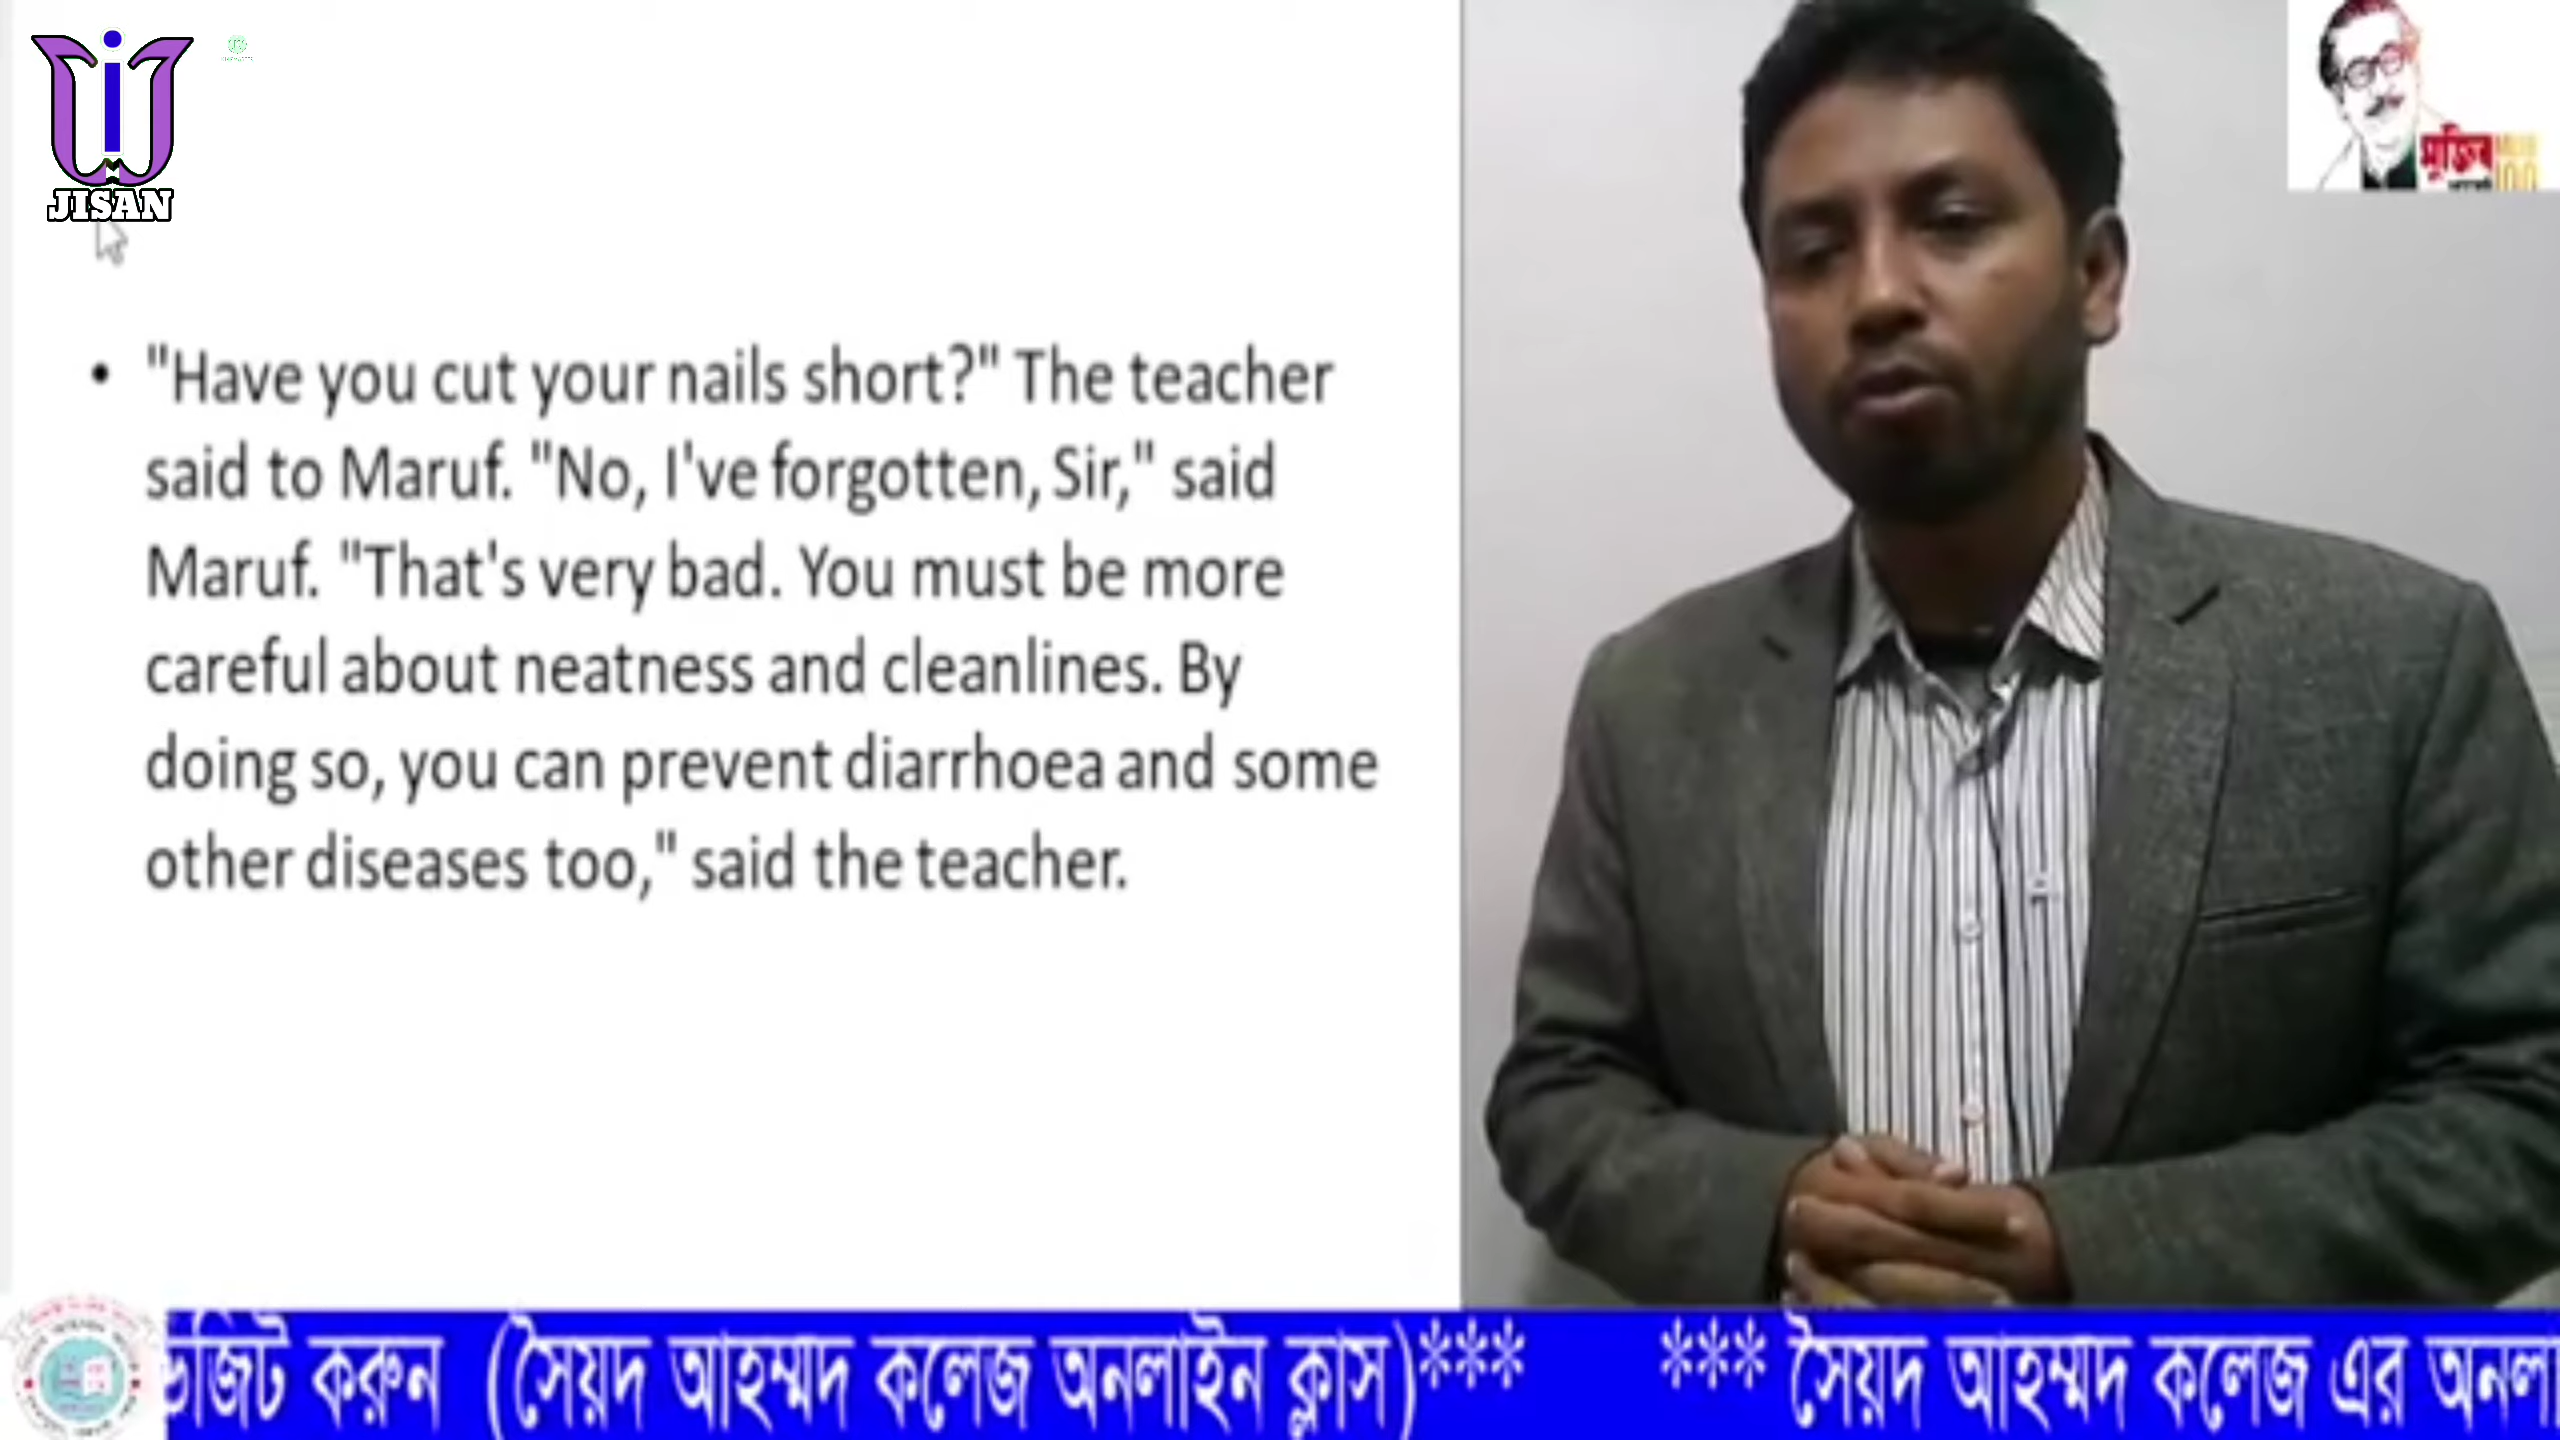 JISAN
"Have you cut your nails short?" The teacher
said to Maruf. "No, I've forgotten, Sir," said
Maruf. "That's very bad. You must be more
careful about neatness and cleanlines. By
doing so, you can prevent diarrhoea and some
other diseases too," said the teacher.
মুজিব 100
করুন (সৈয়দ আহম্মদ কলেজ অনলাইন ক্লাস)*** *** সৈয়দ আহম্মদ কলেজ এর